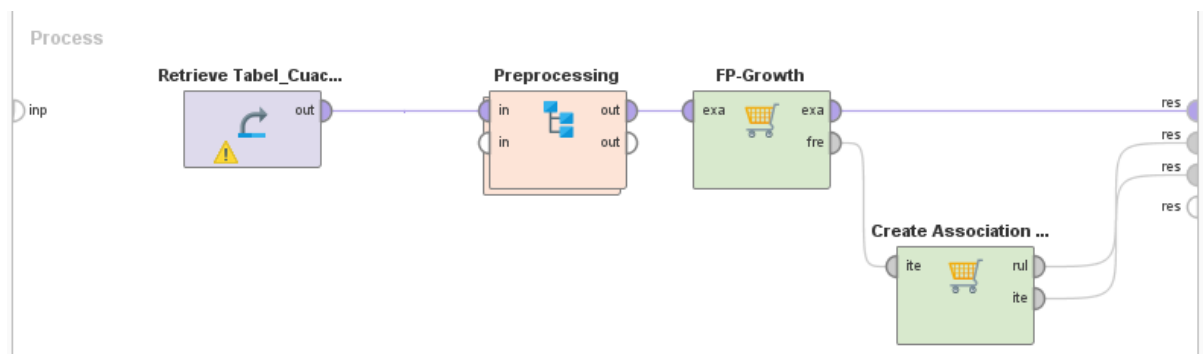 Process
Retrieve Tabel_Cuac...
Preprocessing
FP-Growth
inp
out
in
out
in
out
exa
exa
fre
res
res
res
res
Create Association ...
ite
rul
ite